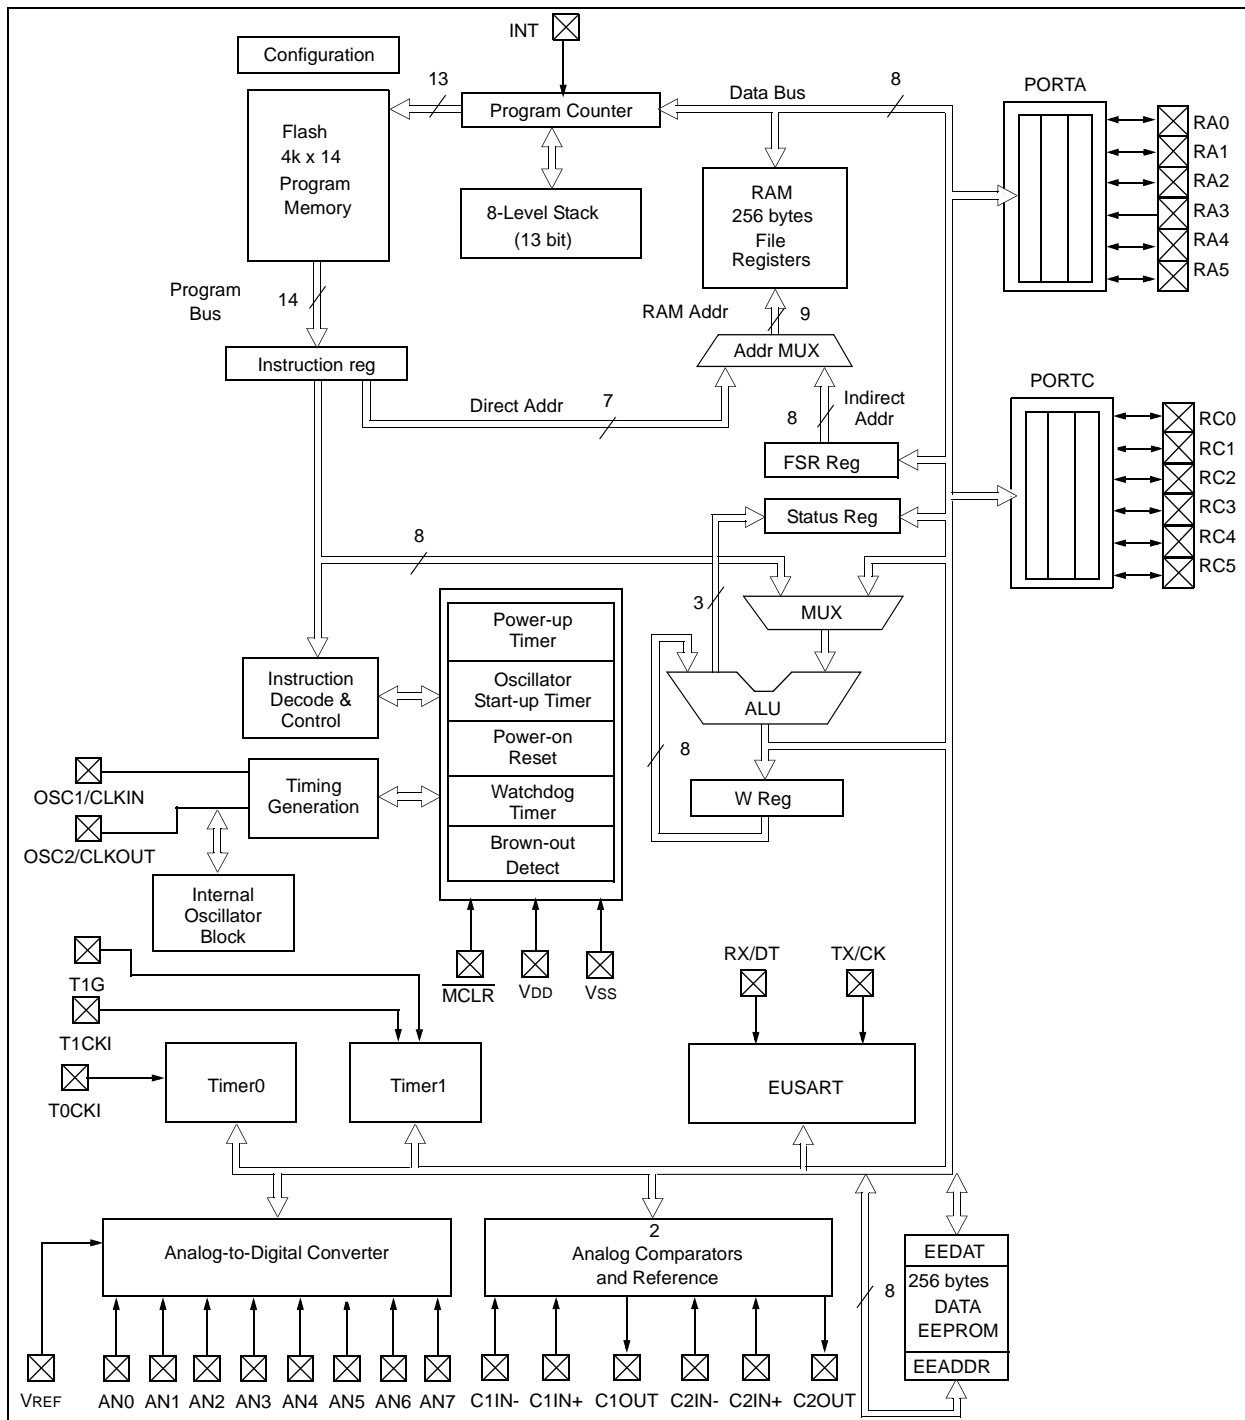 INT
Configuration
13
Program Counter
Data Bus
8
PORTA
Flash
4k x 14
Program
Memory
8-Level Stack
(13 bit)
RAM
256 bytes
File
Registers
RA0
RA1
RA2
RA3
RA4
RA5
Program
Bus
14
RAM Addr
9
Addr MUX
Instruction reg
Direct Addr
7
8
Indirect
Addr
FSR Reg
PORTC
RC0
RC1
RC2
RC3
RC4
RC5
Status Reg
8
3
MUX
Power-up
Timer
Oscillator
Start-up Timer
Power-on
Reset
Watchdog
Timer
Brown-out
Detect
Instruction
Decode &
Control
ALU
8
W Reg
OSC1/CLKIN
Timing
Generation
OSC2/CLKOUT
Internal
Oscillator
Block
MCLR
VDD
VSS
RX/DT
TX/CK
T1G
T1CKI
T0CKI
Timer0
Timer1
EUSART
Analog-to-Digital Converter
2
Analog Comparators
and Reference
8
EEDAT
256 bytes
DATA
EEPROM
EEADDR
VREF
AN0
AN1
AN2
AN3
AN4
AN5
AN6
AN7
C1IN-
C1IN+
C1OUT
C2IN-
C2IN+
C2OUT